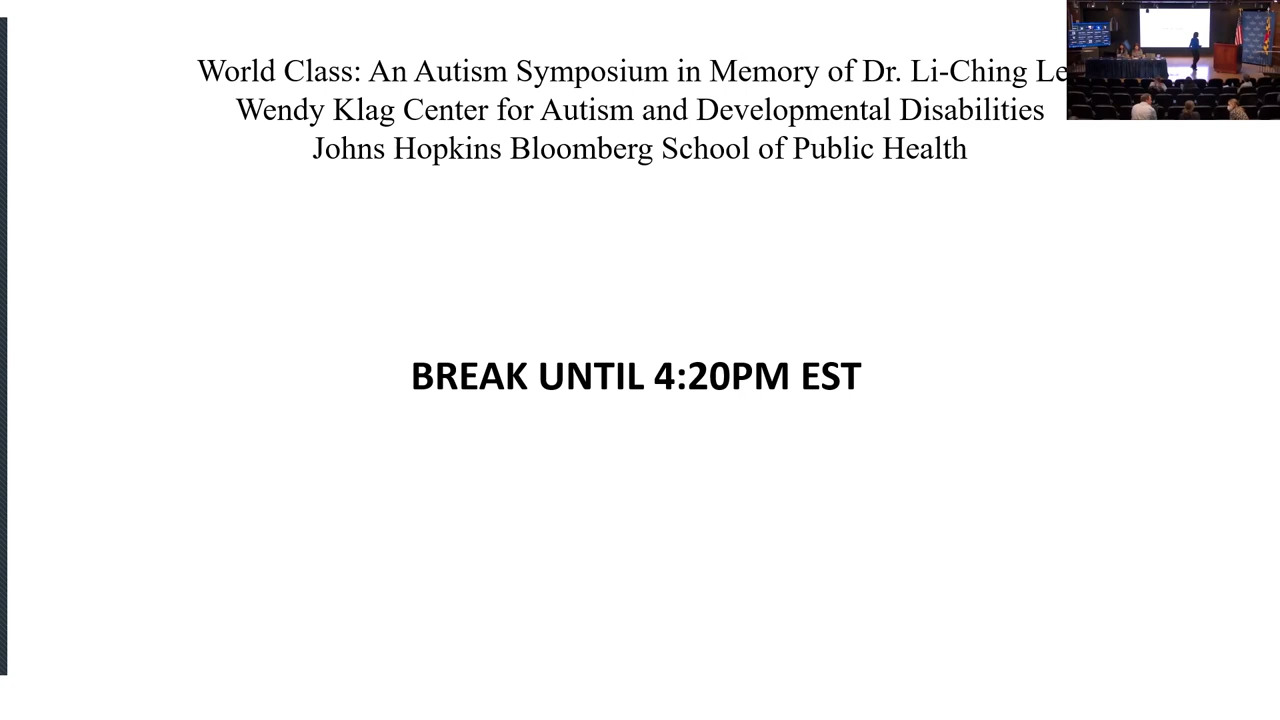 World Class: An Autism Symposium in Memory of Dr. Li-Ching Le
Wendy Klag Center for Autism and Developmental Disabilities
Johns Hopkins Bloomberg School of Public Health
BREAK UNTIL 4:20PM EST